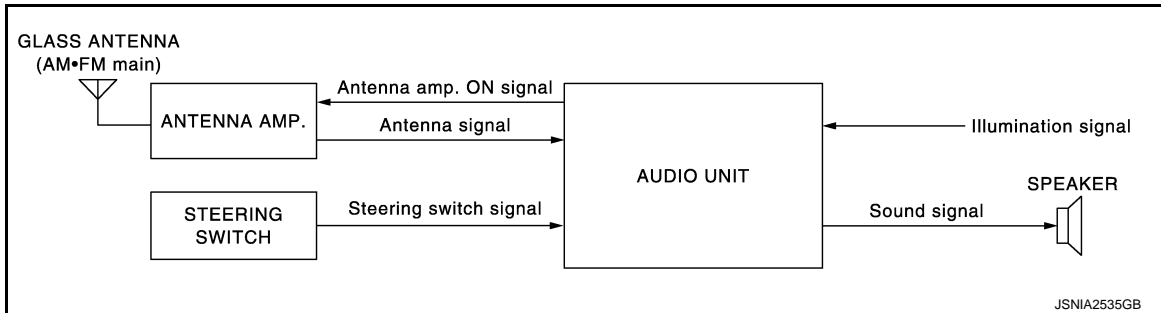 GLASS ANTENNA
(AM•FM main)
ANTENNA AMP.
Antenna amp. ON signal
Antenna signal
STEERING
SWITCH
Steering switch signal
AUDIO UNIT
Illumination signal
SPEAKER
Sound signal
JSNIA2535GB